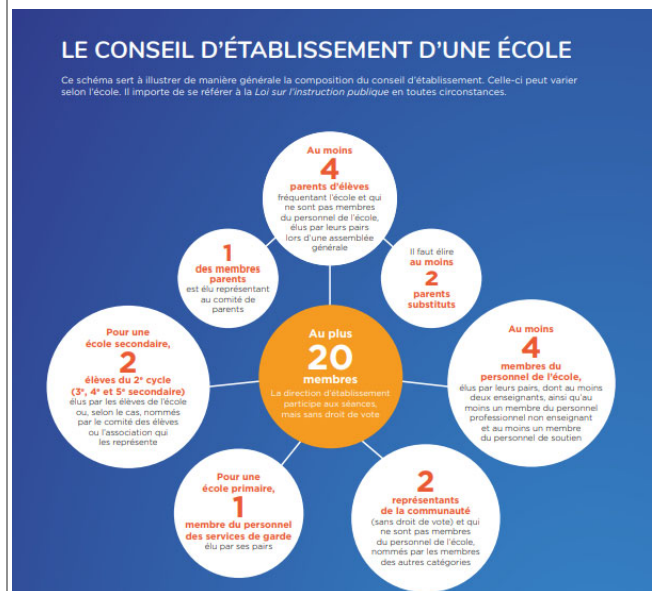 LE CONSEIL D’ÉTABLISSEMENT D’UNE ÉCOLE
Ce schéma sert à illustrer de manière générale la composition du conseil d’établissement. Celle-ci peut varier
selon l’école. Il importe de se référer à la Loi sur l’instruction publique en toutes circonstances.
Au moins
4
parents d’élèves
fréquentant l’école et qui
ne sont pas membres
du personnel de l’école,
élus par leurs pairs
lors d’une assemblée
générale
1
des membres
parents
est élu représentant
au comité de
parents
Il faut élire
au moins
2
parents
substituts
Pour une
école secondaire,
2
élèves du 2e cycle
(3e, 4e et 5e secondaire)
élus par les élèves de l’école
ou, selon le cas, nommés
par le comité des élèves
ou l’association qui
les représente
Au plus
20
membres
La direction d’établissement
participe aux séances,
mais sans droit de vote
Au moins
4
membres du
personnel de l’école,
élus par leurs pairs, dont au moins
deux enseignants, ainsi qu’au
moins un membre du personnel
professionnel non enseignant
et au moins un membre
du personnel de soutien
Pour une
école primaire,
1
membre du personnel
des services de garde
élu par ses pairs
2
représentants
de la communauté
(sans droit de vote) et qui
ne sont pas membres
du personnel de l’école,
nommés par les membres
des autres catégories